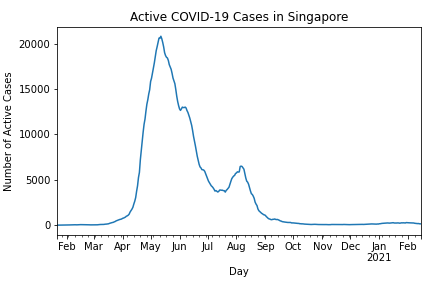 Active COVID-19 Cases in Singapore
20000
15000
10000
5000
0
Number of Active Cases
Feb Mar Apr May Jun Jul Aug Sep Oct Nov Dec Jan Feb
2021
Day